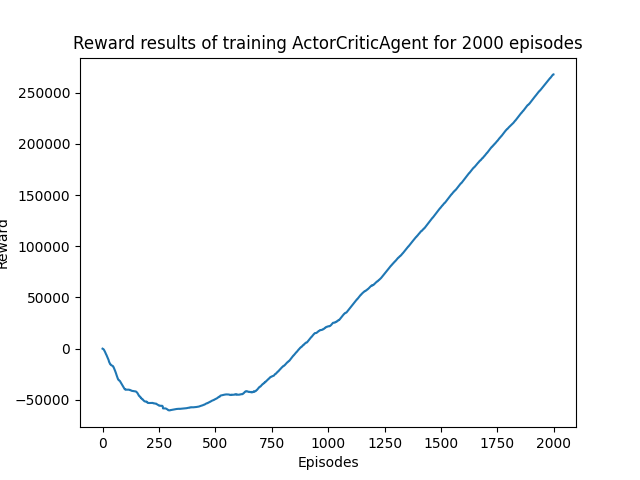 Reward results of training ActorCriticAgent for 2000 episodes
250000
200000
150000
100000
50000
0
−50000
Reward
0 250 500 750 1000 1250 1500 1750 2000
Episodes